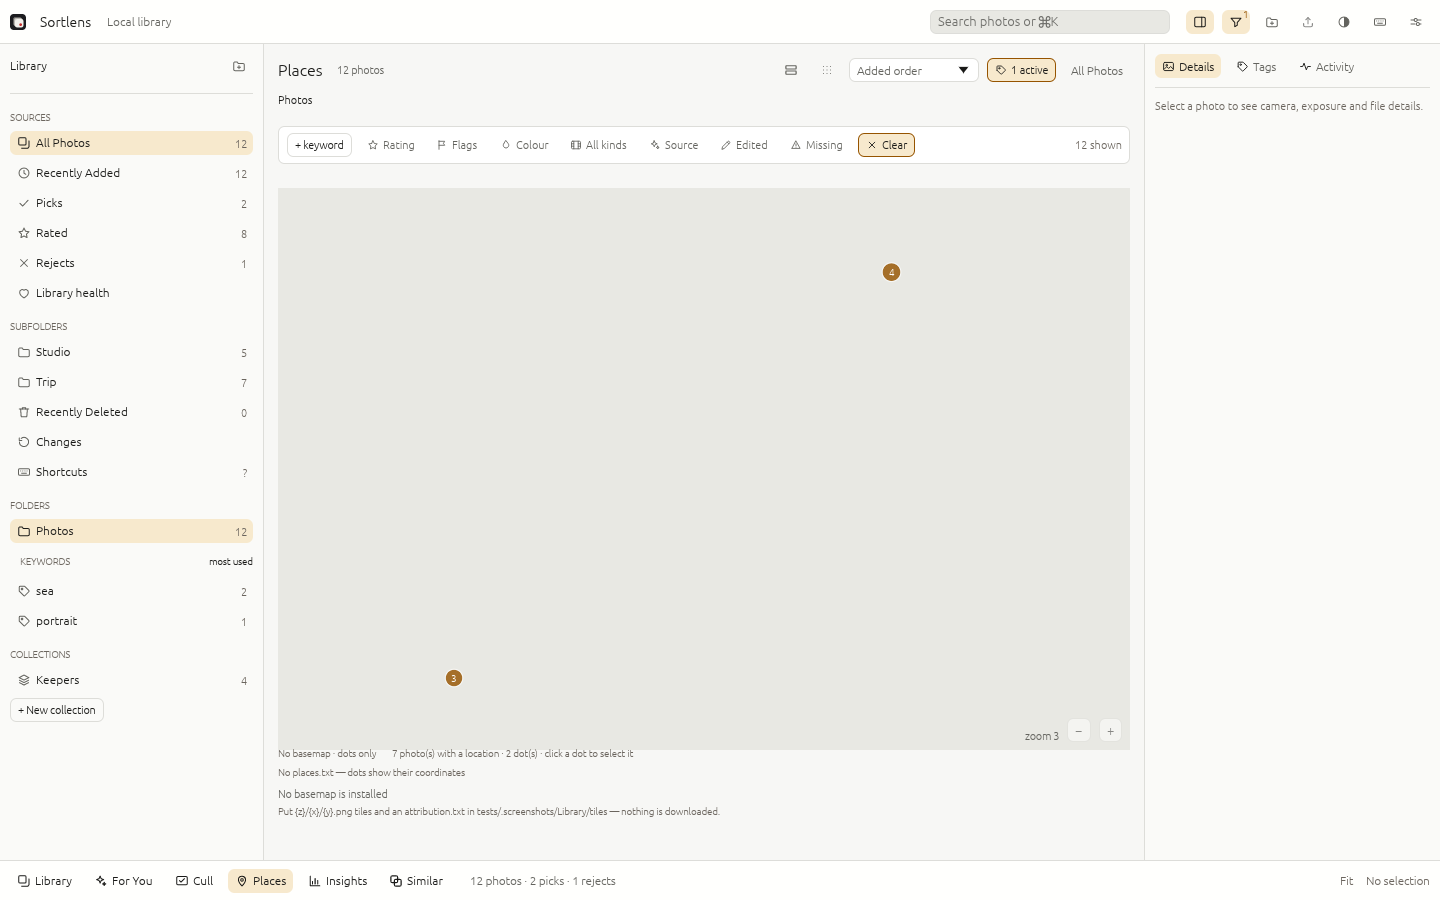 Sortlens Local library
Search photos or ⌘K
1
Library
SOURCES
All Photos 12
Recently Added 12
Picks 2
Rated 8
Rejects 1
Library health
SUBFOLDERS
Studio 5
Trip 7
Recently Deleted 0
Changes
Shortcuts ?
FOLDERS
Photos 12
KEYWORDS most used
sea 2
portrait 1
COLLECTIONS
Keepers 4
+ New collection
Places 12 photos
Added order
1 active
All Photos
Photos
+ keyword Rating Flags Colour All kinds Source Edited Missing Clear 12 shown
4
3
zoom 3 − +
No basemap · dots only 7 photo(s) with a location · 2 dot(s) · click a dot to select it
No places.txt — dots show their coordinates
No basemap is installed
Put {z}/{x}/{y}.png tiles and an attribution.txt in tests/.screenshots/Library/tiles — nothing is downloaded.
Details Tags Activity
Select a photo to see camera, exposure and file details.
Library For You Cull Places Insights Similar 12 photos · 2 picks · 1 rejects Fit No selection